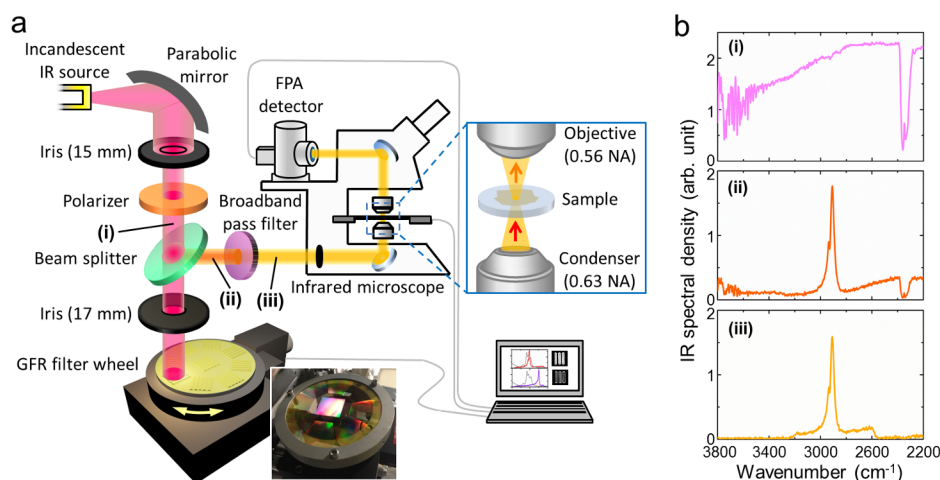 a
Incandescent
IR source
Parabolic
mirror
FPA
detector
Iris (15 mm)
Polarizer
(i)
Broadband
pass filter
Beam splitter
(ii)
(iii)
Infrared microscope
Iris (17 mm)
GFR filter wheel
Objective
(0.56 NA)
Sample
Condenser
(0.63 NA)
b
IR spectral density (arb. unit)
(i)
2
1
0
(ii)
2
1
0
(iii)
2
1
0
3800
3400
3000
2600
2200
Wavenumber (cm⁻¹)